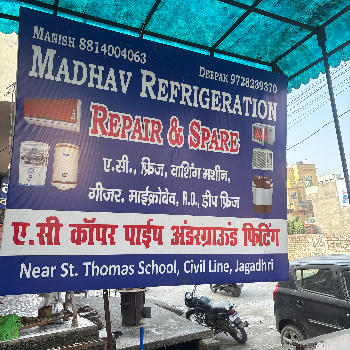 MANISH 8814004063
DEEPAK 9728239370
MADHAV REFRIGERATION
REPAIR & SPARE
ए.सी., फ्रिज, वाशिंग मशीन,
गीजर, माईक्रोवेव, R.O., डीप फ्रिज
ए.सी कॉपर पाईप अंडरग्राऊंड फिटिंग
Near St. Thomas School, Civil Line, Jagadhri